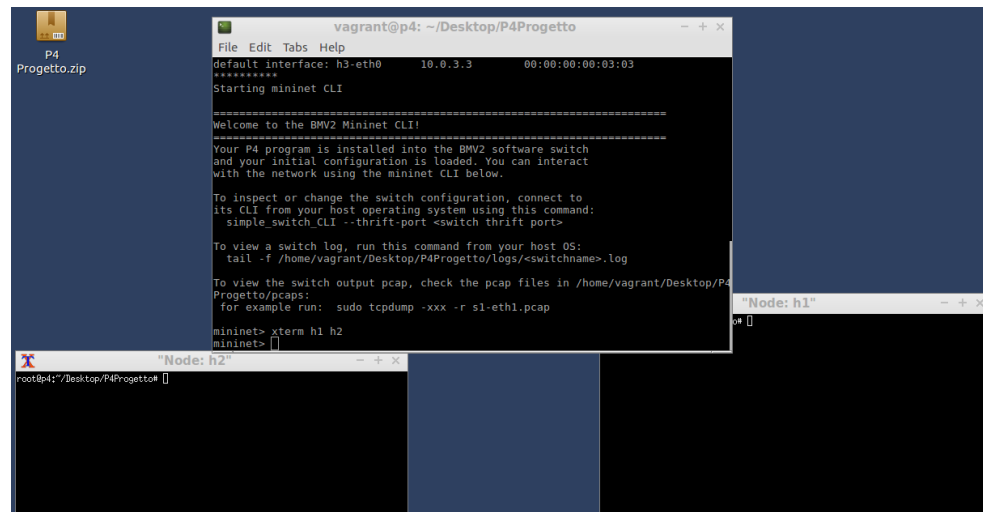 P4
Progetto.zip
vagrant@p4: ~/Desktop/P4Progetto
File Edit Tabs Help
default interface: h3-eth0 10.0.3.3 00:00:00:00:03:03
**********
Starting mininet CLI
======================================================================
Welcome to the BMV2 Mininet CLI!
======================================================================
Your P4 program is installed into the BMV2 software switch
and your initial configuration is loaded. You can interact
with the network using the mininet CLI below.
To inspect or change the switch configuration, connect to
its CLI from your host operating system using this command:
simple_switch_CLI --thrift-port <switch thrift port>
To view a switch log, run this command from your host OS:
tail -f /home/vagrant/Desktop/P4Progetto/logs/<switchname>.log
To view the switch output pcap, check the pcap files in /home/vagrant/Desktop/P4
Progetto/pcaps:
for example run: sudo tcpdump -xxx -r s1-eth1.pcap
mininet> xterm h1 h2
mininet>
"Node: h1"
o#
"Node: h2"
root@p4:~/Desktop/P4Progetto#